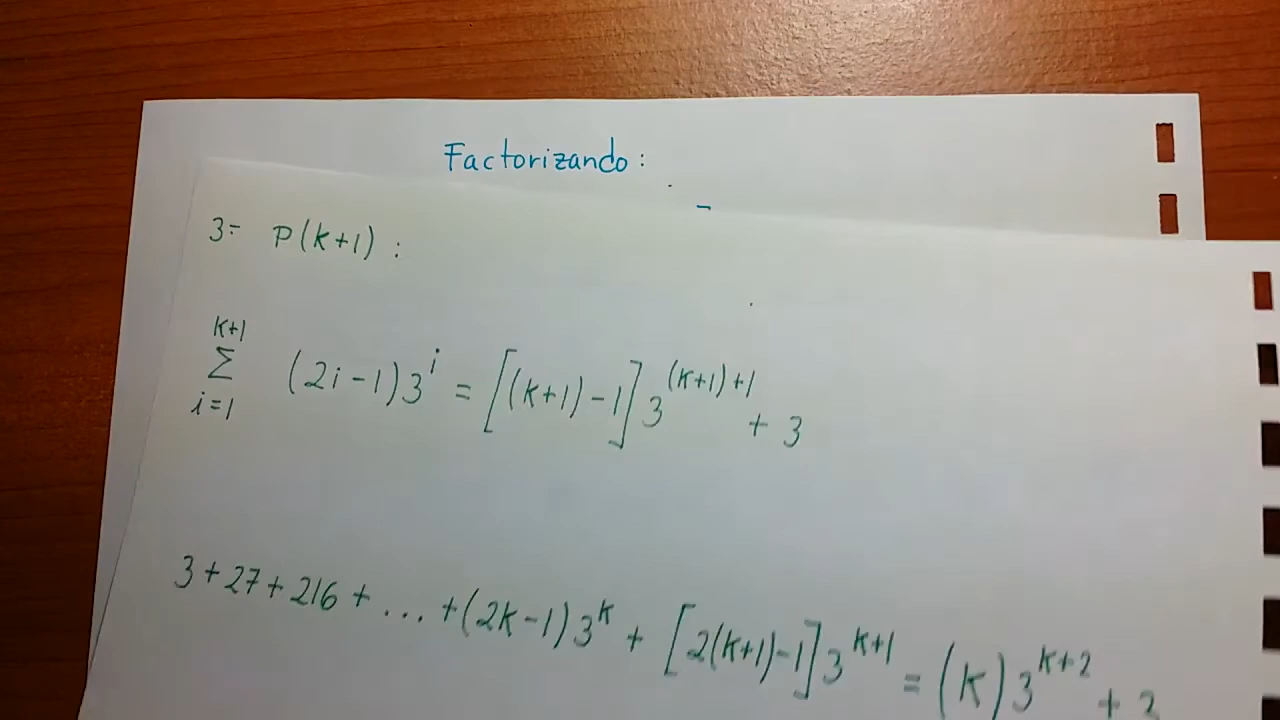 Factorizando:
3- P(k+1):
k+1
Σ (2i-1)3^i = [(k+1)-1]3^(k+1)+1 + 3
i=1
3+27+216+...+(2k-1)3^k + [2(k+1)-1]3^k+1 = (k)3^k+2 +